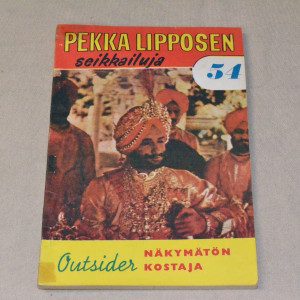 PEKKA LIPPOSEN
seikkailuja
54
Outsider
NÄKYMÄTÖN
KOSTAJA